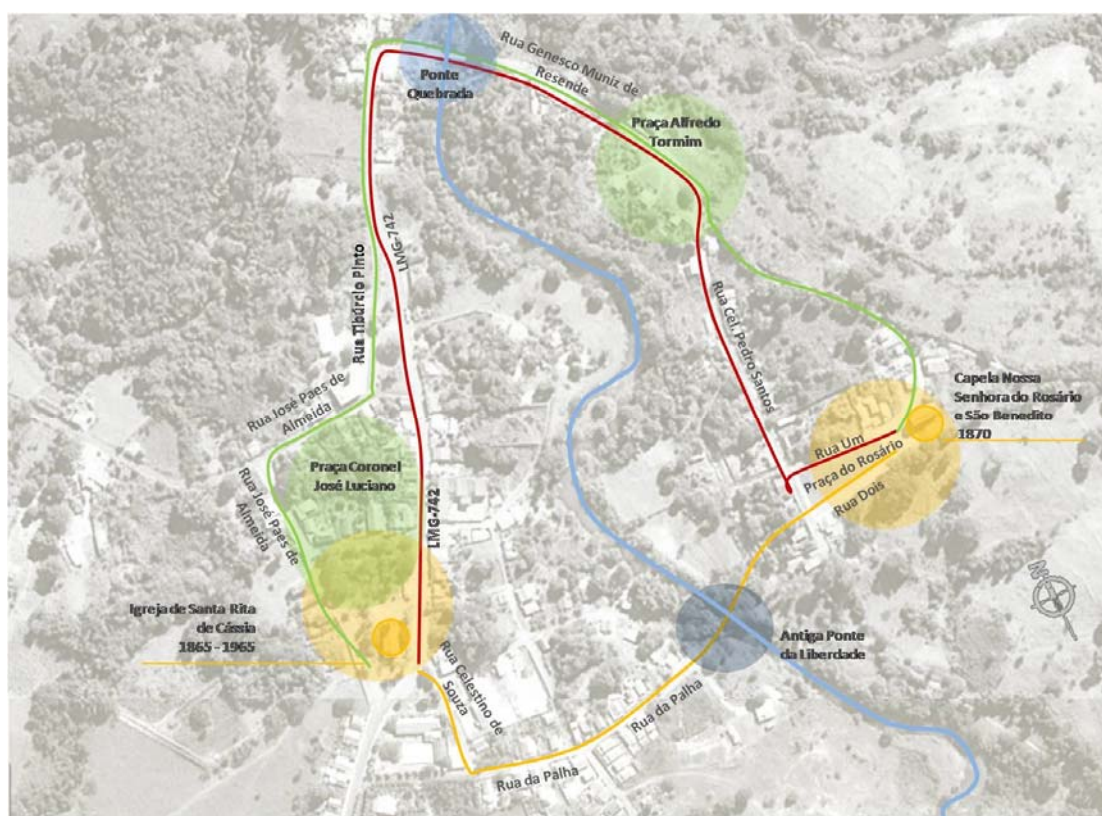 Rua Genesco Muniz de
Resende
Ponte
Quebrada
Praça Alfredo
Tormim
LMG-742
Rua Tibúrcio Pinto
Rua Cel. Pedro Santos
Rua José Paes de
Almeida
Capela Nossa
Senhora do Rosário
e São Benedito
1870
Rua Um
Praça do Rosário
Rua Dois
Praça Coronel
José Luciano
Rua José Paes de
Almeida
LMG-742
N
Igreja de Santa Rita
de Cássia
1865 - 1965
Antiga Ponte
da Liberdade
Rua Celestino de
Souza
Rua da Palha
Rua da Palha